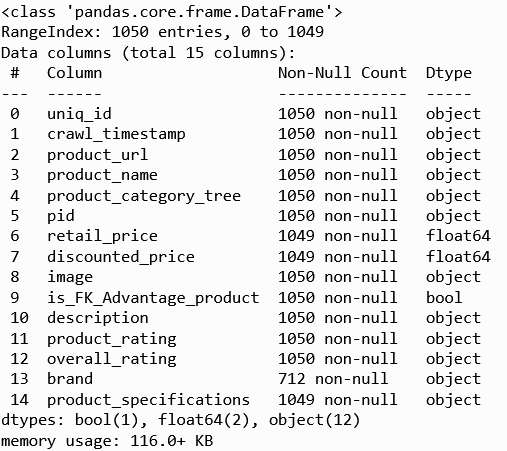 <class 'pandas.core.frame.DataFrame'>
RangeIndex: 1050 entries, 0 to 1049
Data columns (total 15 columns):
 #   Column                   Non-Null Count  Dtype
---  ------                   --------------  -----
 0   uniq_id                  1050 non-null   object
 1   crawl_timestamp          1050 non-null   object
 2   product_url              1050 non-null   object
 3   product_name             1050 non-null   object
 4   product_category_tree    1050 non-null   object
 5   pid                      1050 non-null   object
 6   retail_price             1049 non-null   float64
 7   discounted_price         1049 non-null   float64
 8   image                    1050 non-null   object
 9   is_FK_Advantage_product  1050 non-null   bool
 10  description              1050 non-null   object
 11  product_rating           1050 non-null   object
 12  overall_rating           1050 non-null   object
 13  brand                    712 non-null    object
 14  product_specifications   1049 non-null   object
dtypes: bool(1), float64(2), object(12)
memory usage: 116.0+ KB